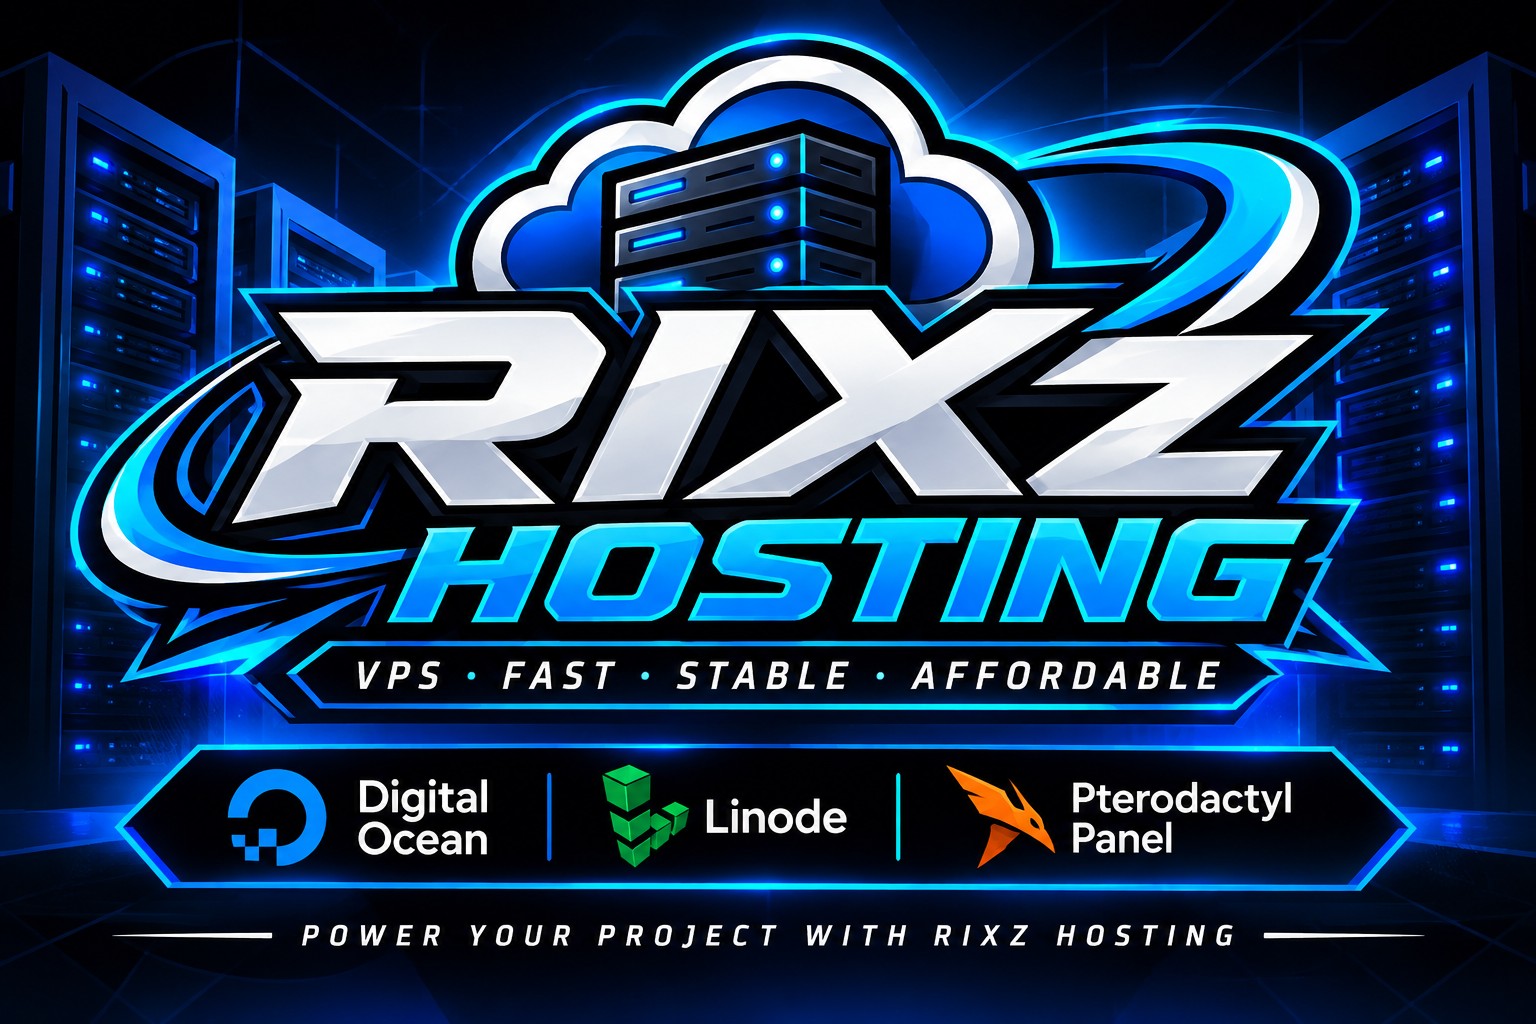 RIXZ
HOSTING
VPS · FAST · STABLE · AFFORDABLE
Digital
Ocean
Linode
Pterodactyl
Panel
POWER YOUR PROJECT WITH RIXZ HOSTING